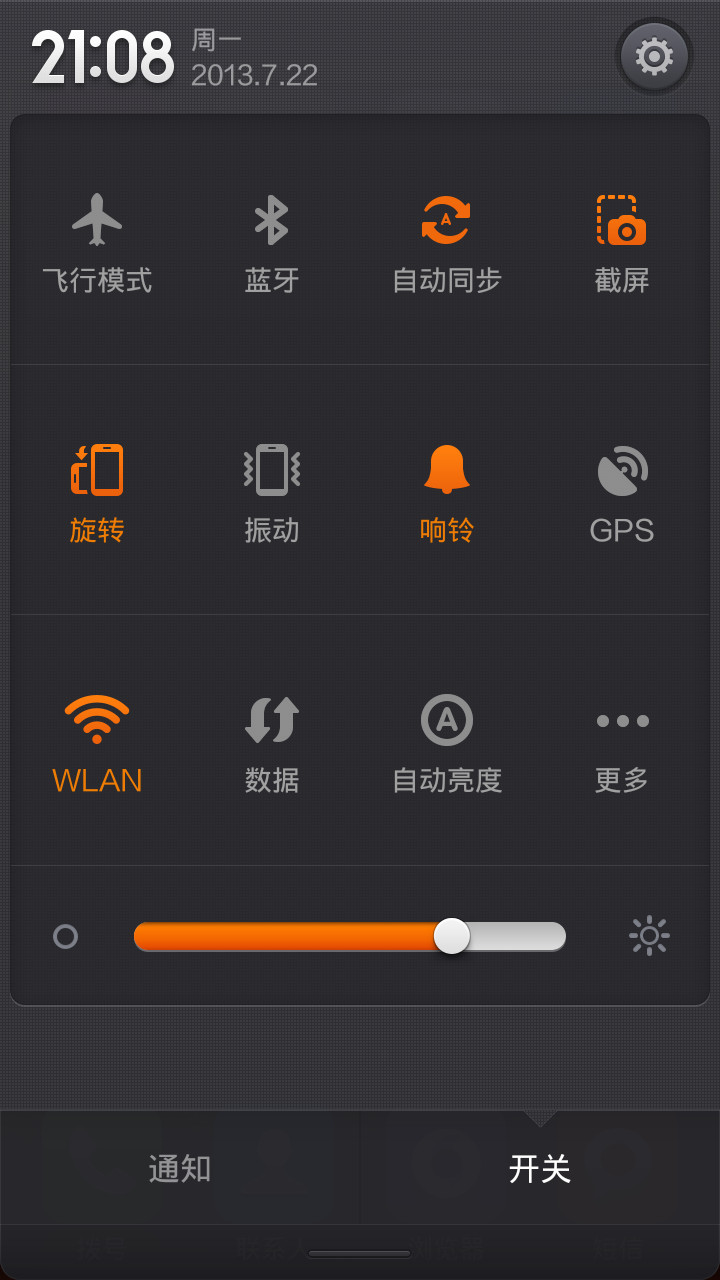 21:08
周一
2013.7.22
飞行模式 蓝牙 自动同步 截屏
旋转 振动 响铃 GPS
WLAN 数据 自动亮度 更多
通知 开关